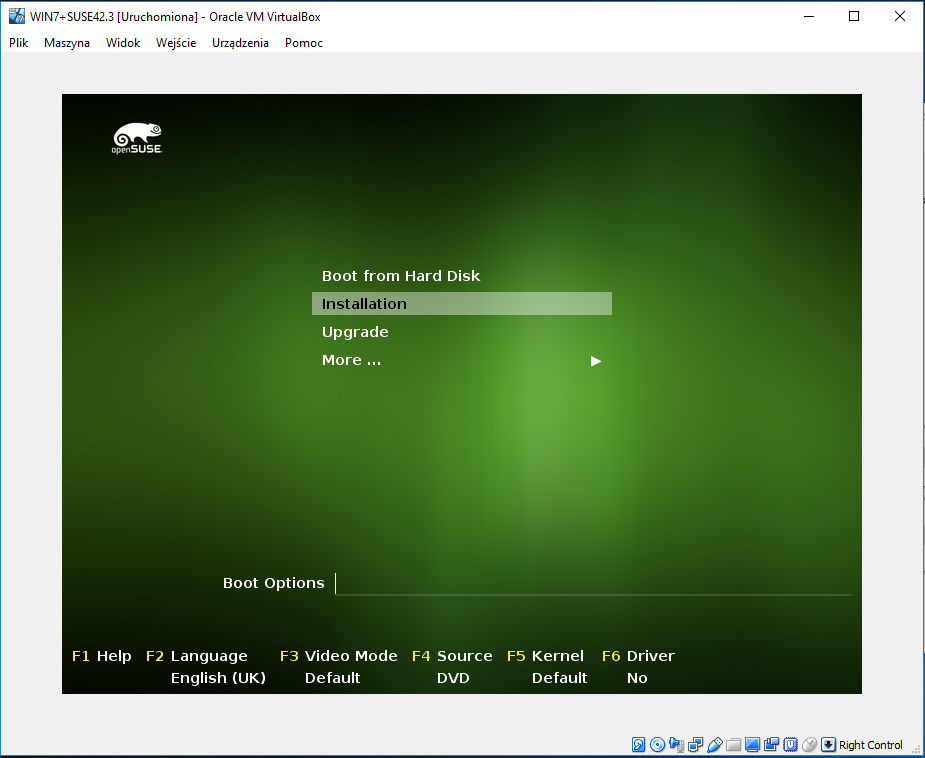 WIN7+SUSE42.3 [Uruchomiona] - Oracle VM VirtualBox
Plik Maszyna Widok Wejście Urządzenia Pomoc
openSUSE
Boot from Hard Disk
Installation
Upgrade
More ...
Boot Options
F1 Help F2 Language F3 Video Mode F4 Source F5 Kernel F6 Driver
English (UK) Default DVD Default No
Right Control